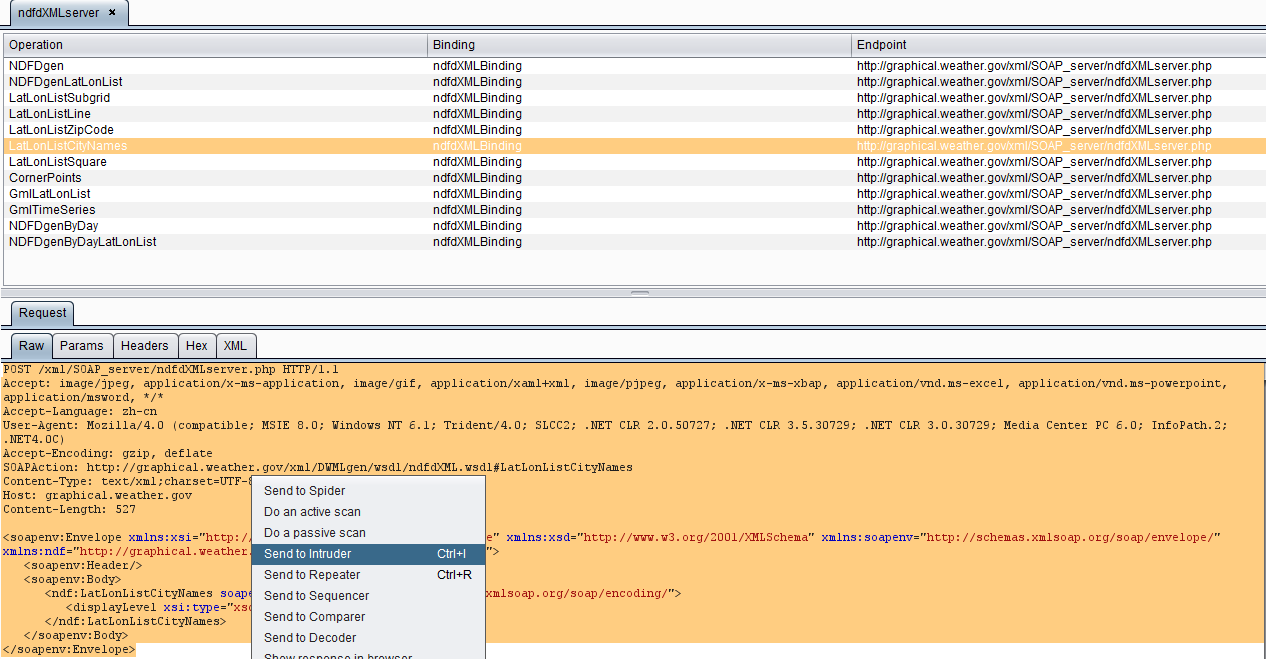 ndfdXMLserver ×
Operation Binding Endpoint
NDFDgen ndfdXMLBinding http://graphical.weather.gov/xml/SOAP_server/ndfdXMLserver.php
NDFDgenLatLonList ndfdXMLBinding http://graphical.weather.gov/xml/SOAP_server/ndfdXMLserver.php
LatLonListSubgrid ndfdXMLBinding http://graphical.weather.gov/xml/SOAP_server/ndfdXMLserver.php
LatLonListLine ndfdXMLBinding http://graphical.weather.gov/xml/SOAP_server/ndfdXMLserver.php
LatLonListZipCode ndfdXMLBinding http://graphical.weather.gov/xml/SOAP_server/ndfdXMLserver.php
LatLonListCityNames ndfdXMLBinding http://graphical.weather.gov/xml/SOAP_server/ndfdXMLserver.php
LatLonListSquare ndfdXMLBinding http://graphical.weather.gov/xml/SOAP_server/ndfdXMLserver.php
CornerPoints ndfdXMLBinding http://graphical.weather.gov/xml/SOAP_server/ndfdXMLserver.php
GmlLatLonList ndfdXMLBinding http://graphical.weather.gov/xml/SOAP_server/ndfdXMLserver.php
GmlTimeSeries ndfdXMLBinding http://graphical.weather.gov/xml/SOAP_server/ndfdXMLserver.php
NDFDgenByDay ndfdXMLBinding http://graphical.weather.gov/xml/SOAP_server/ndfdXMLserver.php
NDFDgenByDayLatLonList ndfdXMLBinding http://graphical.weather.gov/xml/SOAP_server/ndfdXMLserver.php
Request
Raw Params Headers Hex XML
POST /xml/SOAP_server/ndfdXMLserver.php HTTP/1.1
Accept: image/jpeg, application/x-ms-application, image/gif, application/xaml+xml, image/pjpeg, application/x-ms-xbap, application/vnd.ms-excel, application/vnd.ms-powerpoint,
application/msword, */*
Accept-Language: zh-cn
User-Agent: Mozilla/4.0 (compatible; MSIE 8.0; Windows NT 6.1; Trident/4.0; SLCC2; .NET CLR 2.0.50727; .NET CLR 3.5.30729; .NET CLR 3.0.30729; Media Center PC 6.0; InfoPath.2;
.NET4.0C)
Accept-Encoding: gzip, deflate
SOAPAction: http://graphical.weather.gov/xml/DWMLgen/wsdl/ndfdXML.wsdl#LatLonListCityNames
Content-Type: text/xml;charset=UTF-8
Host: graphical.weather.gov
Content-Length: 527
<soapenv:Envelope xmlns:xsi="http:/ e" xmlns:xsd="http://www.w3.org/2001/XMLSchema" xmlns:soapenv="http://schemas.xmlsoap.org/soap/envelope/"
xmlns:ndf="http://graphical.weather. ">
<soapenv:Header/>
<soapenv:Body>
<ndf:LatLonListCityNames soape xmlsoap.org/soap/encoding/">
<displayLevel xsi:type="xs
</ndf:LatLonListCityNames>
</soapenv:Body>
</soapenv:Envelope>
Send to Spider
Do an active scan
Do a passive scan
Send to Intruder Ctrl+I
Send to Repeater Ctrl+R
Send to Sequencer
Send to Comparer
Send to Decoder
Show response in browser